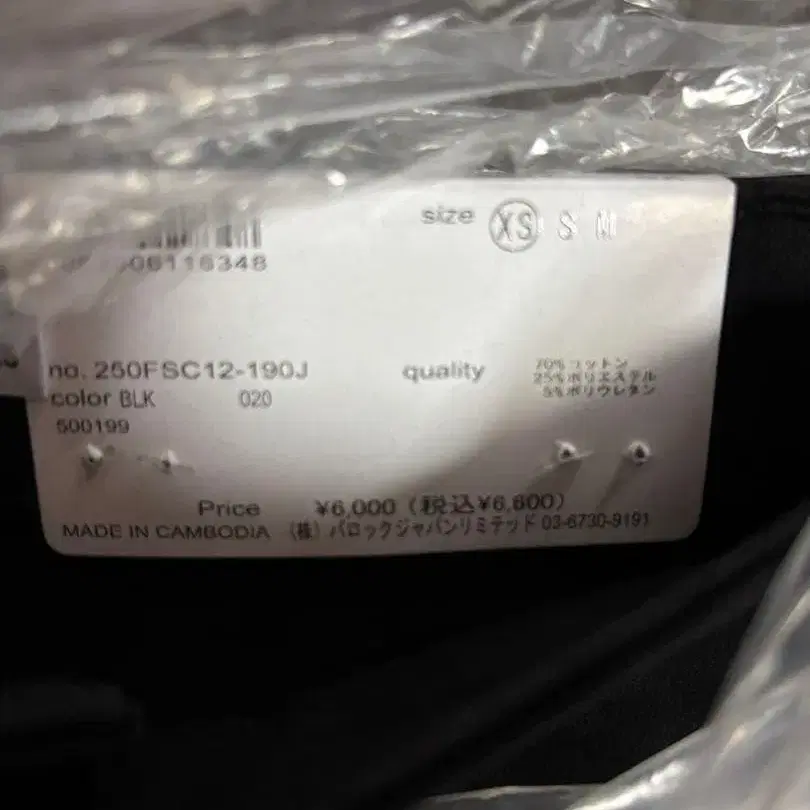 size XS S M
06116348
no. 250FSC12-190J
quality 70%コットン
25%ポリエステル
5%ポリウレタン
color BLK 020
500199
Price ¥6,000 (税込¥6,600)
MADE IN CAMBODIA (株)バロックジャパンリミテッド 03-6730-9191